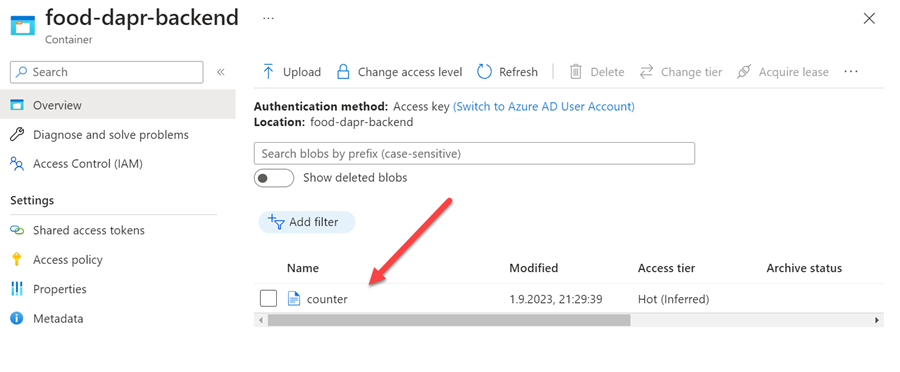 food-dapr-backend ...
Container
Search «
Overview
Diagnose and solve problems
Access Control (IAM)
Settings
Shared access tokens
Access policy
Properties
Metadata
Upload Change access level Refresh Delete Change tier Acquire lease ...
Authentication method: Access key (Switch to Azure AD User Account)
Location: food-dapr-backend
Search blobs by prefix (case-sensitive)
Show deleted blobs
Add filter
Name Modified Access tier Archive status
counter 1.9.2023, 21:29:39 Hot (Inferred)